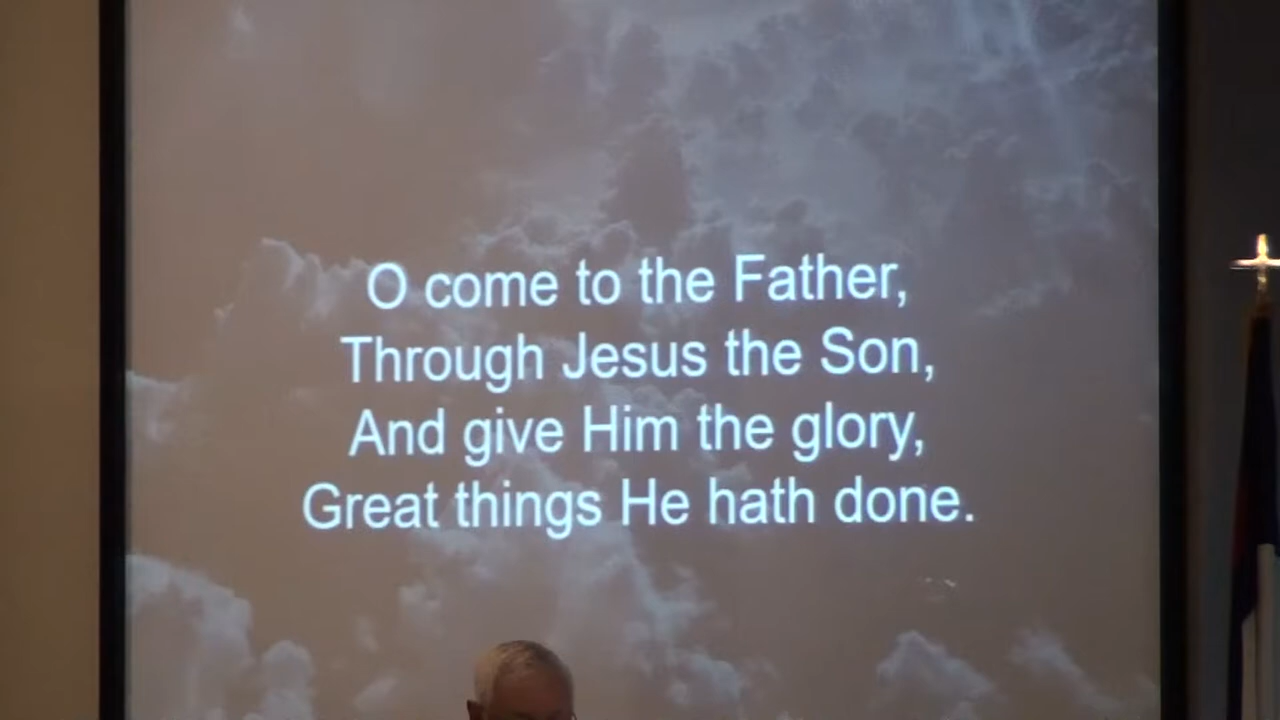 O come to the Father,
Through Jesus the Son,
And give Him the glory,
Great things He hath done.